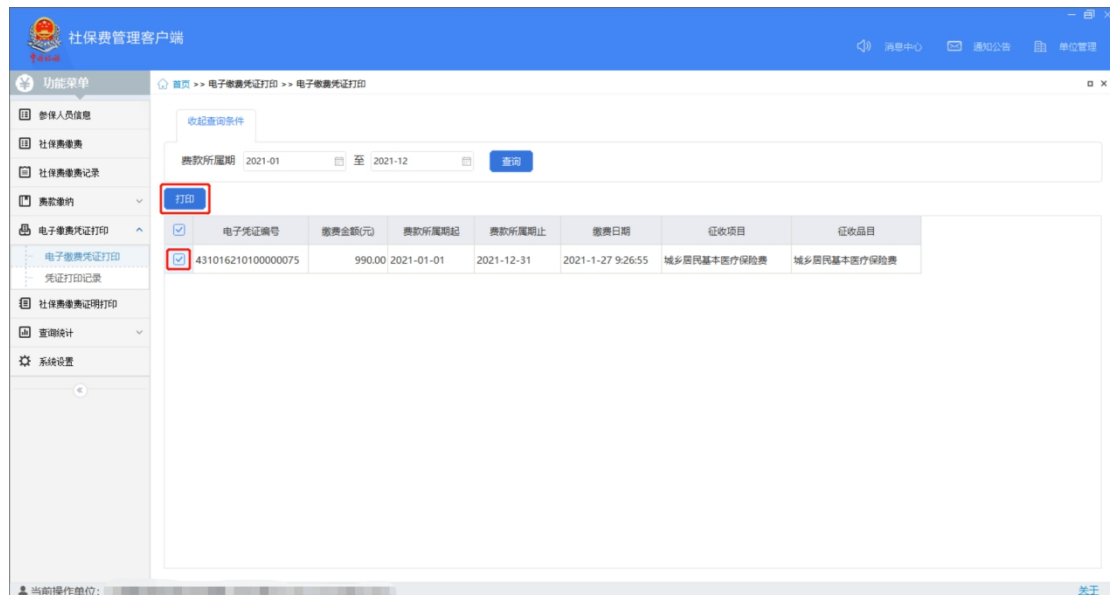 社保费管理客户端
消息中心 通知公告 单位管理
功能菜单
首页 >> 电子缴费凭证打印 >> 电子缴费凭证打印
参保人员信息
社保费缴费
社保费缴费记录
费款缴纳
电子缴费凭证打印
电子缴费凭证打印
凭证打印记录
社保费缴费证明打印
查询统计
系统设置
收起查询条件
费款所属期 2021-01 至 2021-12 查询
打印
电子凭证编号 缴费金额(元) 费款所属期起 费款所属期止 缴费日期 征收项目 征收品目
431016210100000075 990.00 2021-01-01 2021-12-31 2021-1-27 9:26:55 城乡居民基本医疗保险费 城乡居民基本医疗保险费
当前操作单位: 关于